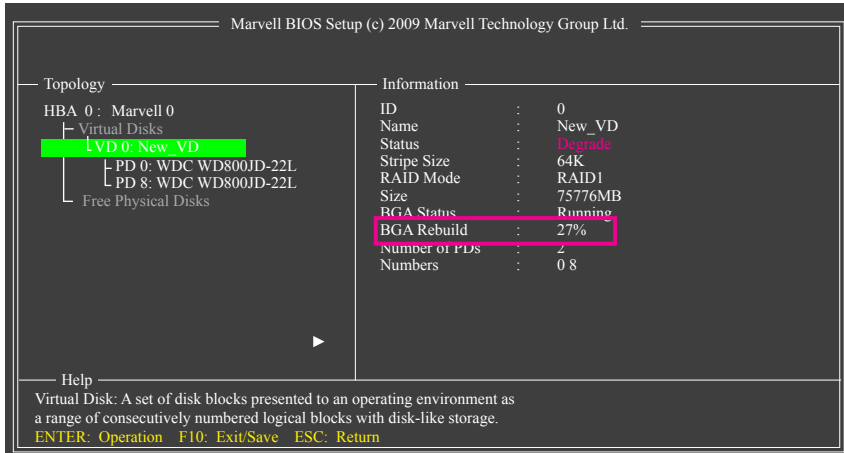 Marvell BIOS Setup (c) 2009 Marvell Technology Group Ltd.
Topology
HBA 0 : Marvell 0
Virtual Disks
VD 0: New_VD
PD 0: WDC WD800JD-22L
PD 8: WDC WD800JD-22L
Free Physical Disks
Information
ID : 0
Name : New_VD
Status : Degrade
Stripe Size : 64K
RAID Mode : RAID1
Size : 75776MB
BGA Status : Running
BGA Rebuild : 27%
Number of PDs : 2
Numbers : 0 8
Help
Virtual Disk: A set of disk blocks presented to an operating environment as
a range of consecutively numbered logical blocks with disk-like storage.
ENTER: Operation F10: Exit/Save ESC: Return